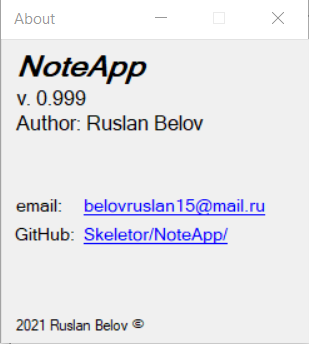 About
NoteApp
v. 0.999
Author: Ruslan Belov
email: belovruslan15@mail.ru
GitHub: Skeletor/NoteApp/
2021 Ruslan Belov ©